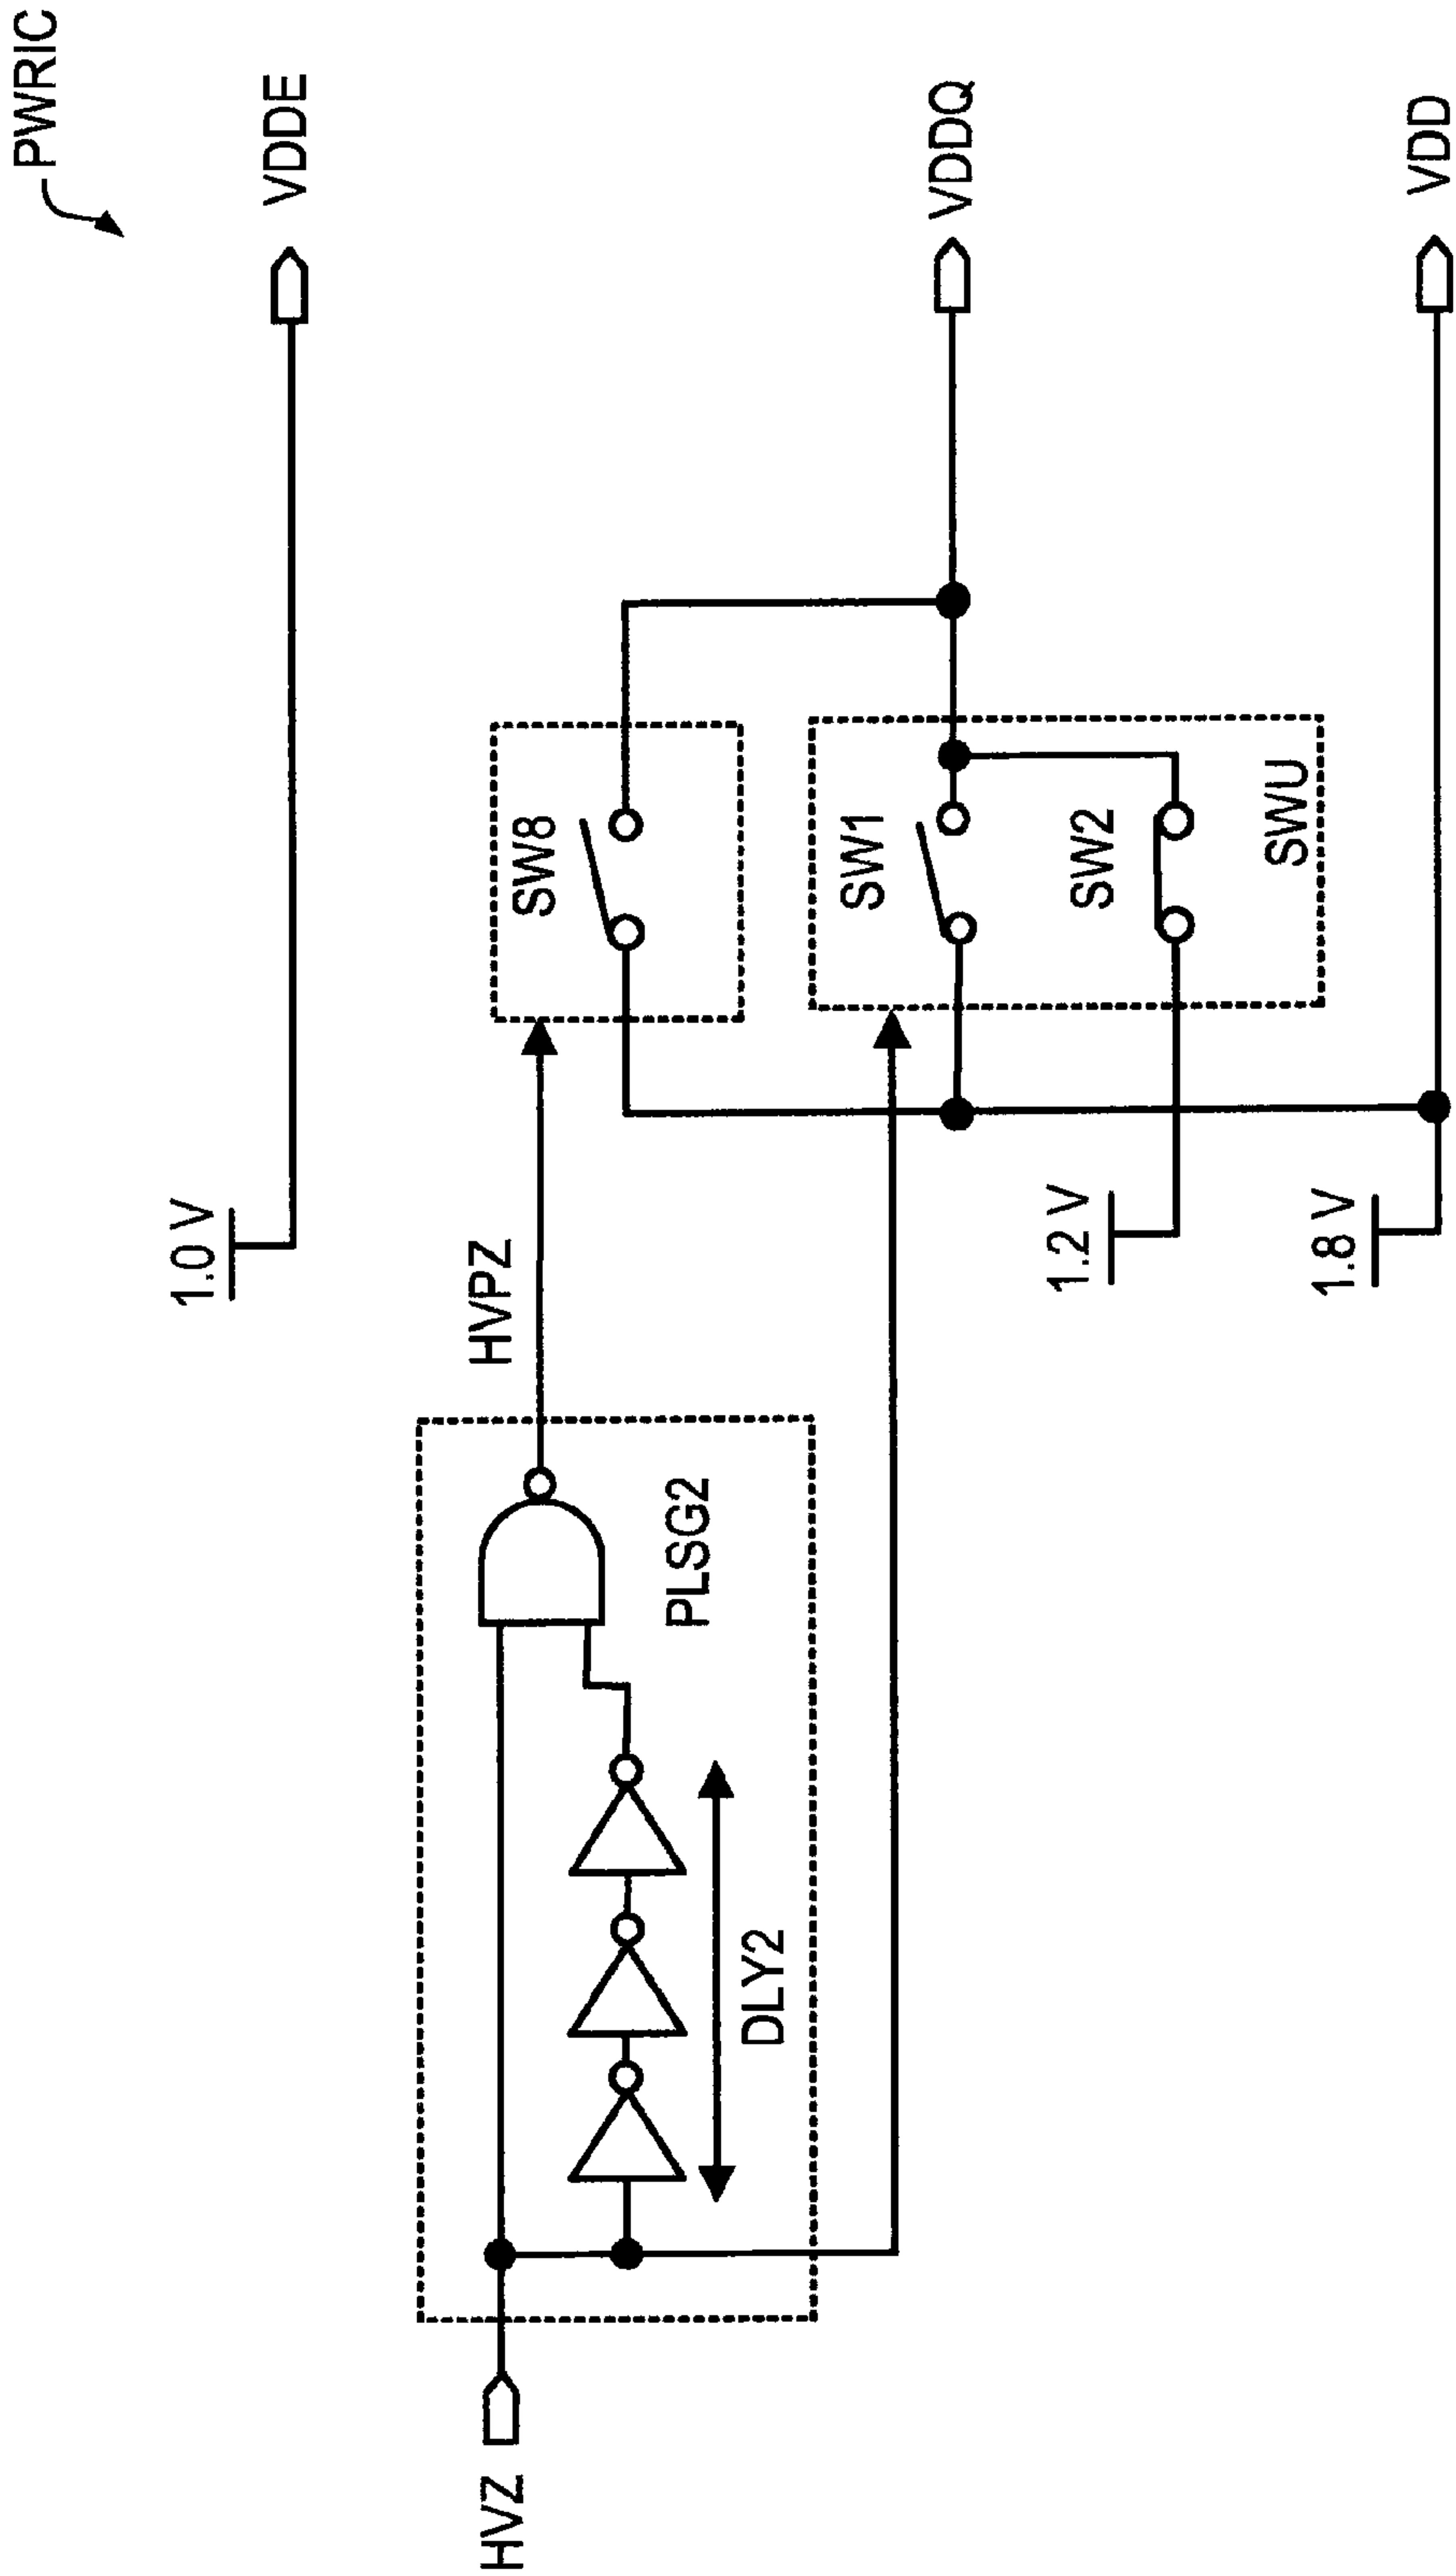 PWRIC
1.0 V
VDDE
HVZ
HVPZ
SW8
PLSG2
DLY2
SW1
VDDQ
1.2 V
SW2
SWU
1.8 V
VDD